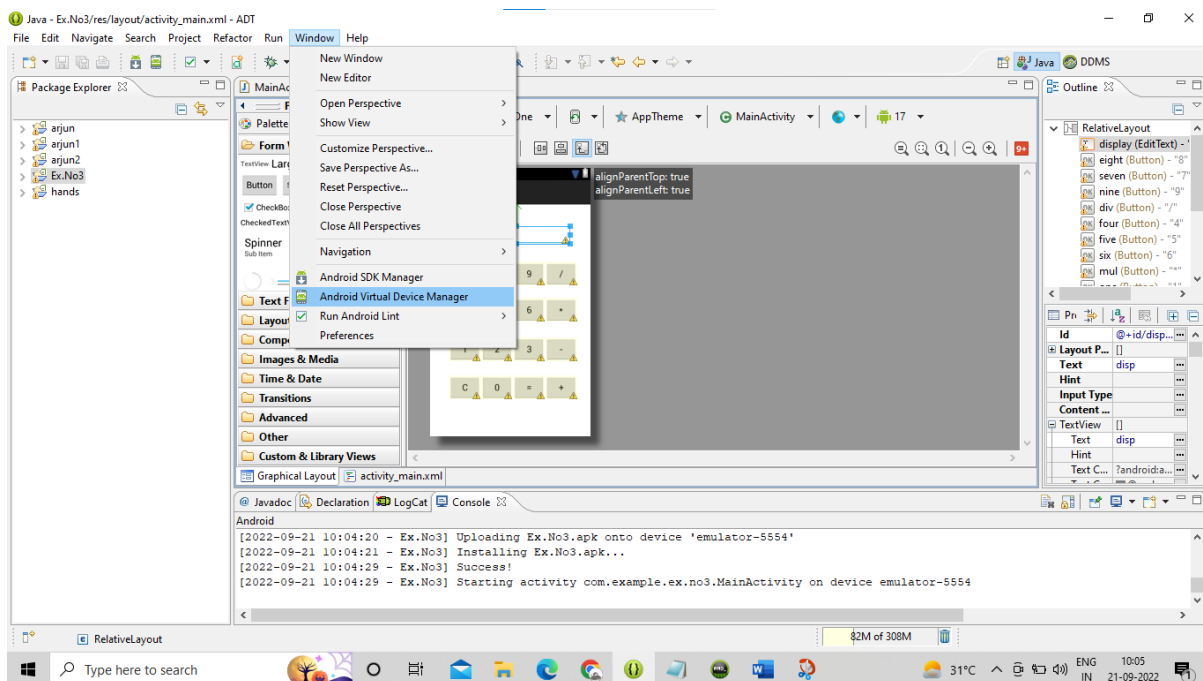 Java - Ex.No3/res/layout/activity_main.xml - ADT
File Edit Navigate Search Project Refactor Run Window Help
Java DDMS
Package Explorer
arjun
arjun1
arjun2
Ex.No3
hands
New Window
New Editor
Open Perspective
Show View
Customize Perspective...
Save Perspective As...
Reset Perspective...
Close Perspective
Close All Perspectives
Navigation
Android SDK Manager
Android Virtual Device Manager
Run Android Lint
Preferences
MainAc
Palette
Form
TextView Larg
Button
CheckBo
CheckedText
Spinner
Sub Item
Text F
Layou
Compo
Images & Media
Time & Date
Transitions
Advanced
Other
Custom & Library Views
AppTheme MainActivity 17
9+
alignParentTop: true
alignParentLeft: true
9 /
6 *
1 2 3 -
C 0 = +
Graphical Layout activity_main.xml
Outline
RelativeLayout
display (EditText) - "
eight (Button) - "8"
seven (Button) - "7"
nine (Button) - "9"
div (Button) - "/"
four (Button) - "4"
five (Button) - "5"
six (Button) - "6"
mul (Button) - "*"
Pr
Id @+id/disp...
Layout P... []
Text disp
Hint
Input Type
Content ...
TextView []
Text disp
Hint
Text C... ?android:a...
Javadoc Declaration LogCat Console
Android
[2022-09-21 10:04:20 - Ex.No3] Uploading Ex.No3.apk onto device 'emulator-5554'
[2022-09-21 10:04:21 - Ex.No3] Installing Ex.No3.apk...
[2022-09-21 10:04:29 - Ex.No3] Success!
[2022-09-21 10:04:29 - Ex.No3] Starting activity com.example.ex.no3.MainActivity on device emulator-5554
RelativeLayout
82M of 308M
Type here to search
31°C
ENG
IN
10:05
21-09-2022